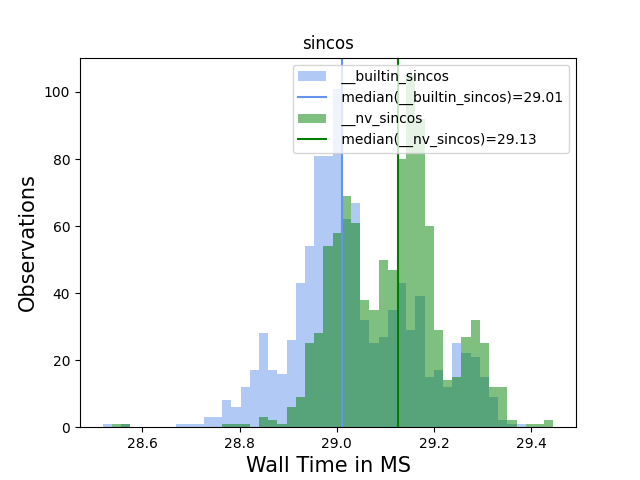 sincos
__builtin_sincos
median(__builtin_sincos)=29.01
__nv_sincos
median(__nv_sincos)=29.13
Observations
100
80
60
40
20
0
28.6 28.8 29.0 29.2 29.4
Wall Time in MS